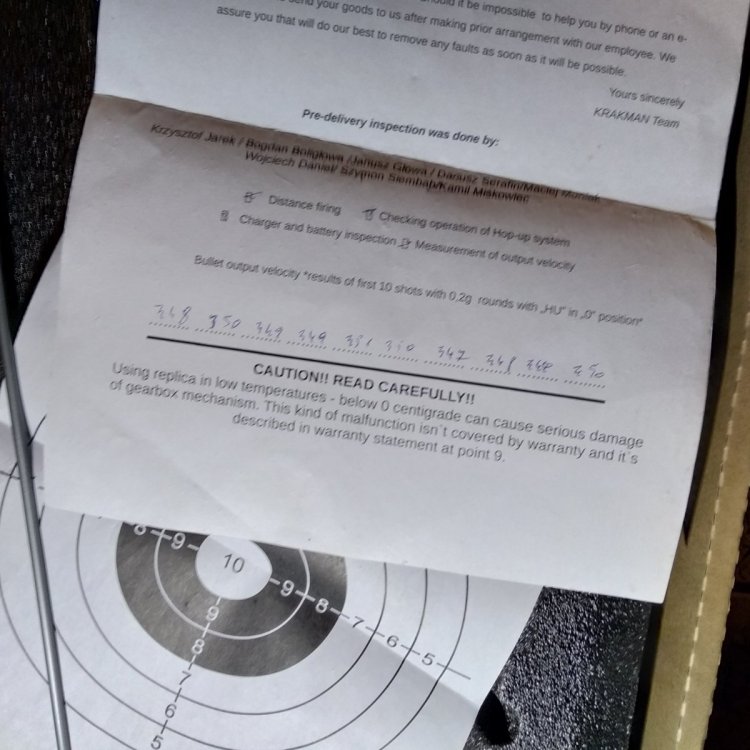 it be impossible to help you by phone or an e-
your goods to us after making prior arrangement with our employee. We
assure you that will do our best to remove any faults as soon as it will be possible.
Yours sincerely
KRAKMAN Team
Pre-delivery inspection was done by:
Krzysztof Jarek / Bogdan Boligłowa /Janusz Głowa / Dariusz Serafin/Maciej
Wojciech Daniel/ Szymon Siembab/Kamil Miśkowiec
Distance firing Checking operation of Hop-up system
Charger and battery inspection Measurement of output velocity
Bullet output velocity *results of first 10 shots with 0,2g rounds with „HU” in „0” position*
348 350 349 349 351 350 347 348 348 350
CAUTION!! READ CAREFULLY!!
Using replica in low temperatures - below 0 centigrade can cause serious damage
of gearbox mechanism. This kind of malfunction isn`t covered by warranty and it`s
described in warranty statement at point 9.
8 9 10 9 8 7 6 5
9
8
7
6
5